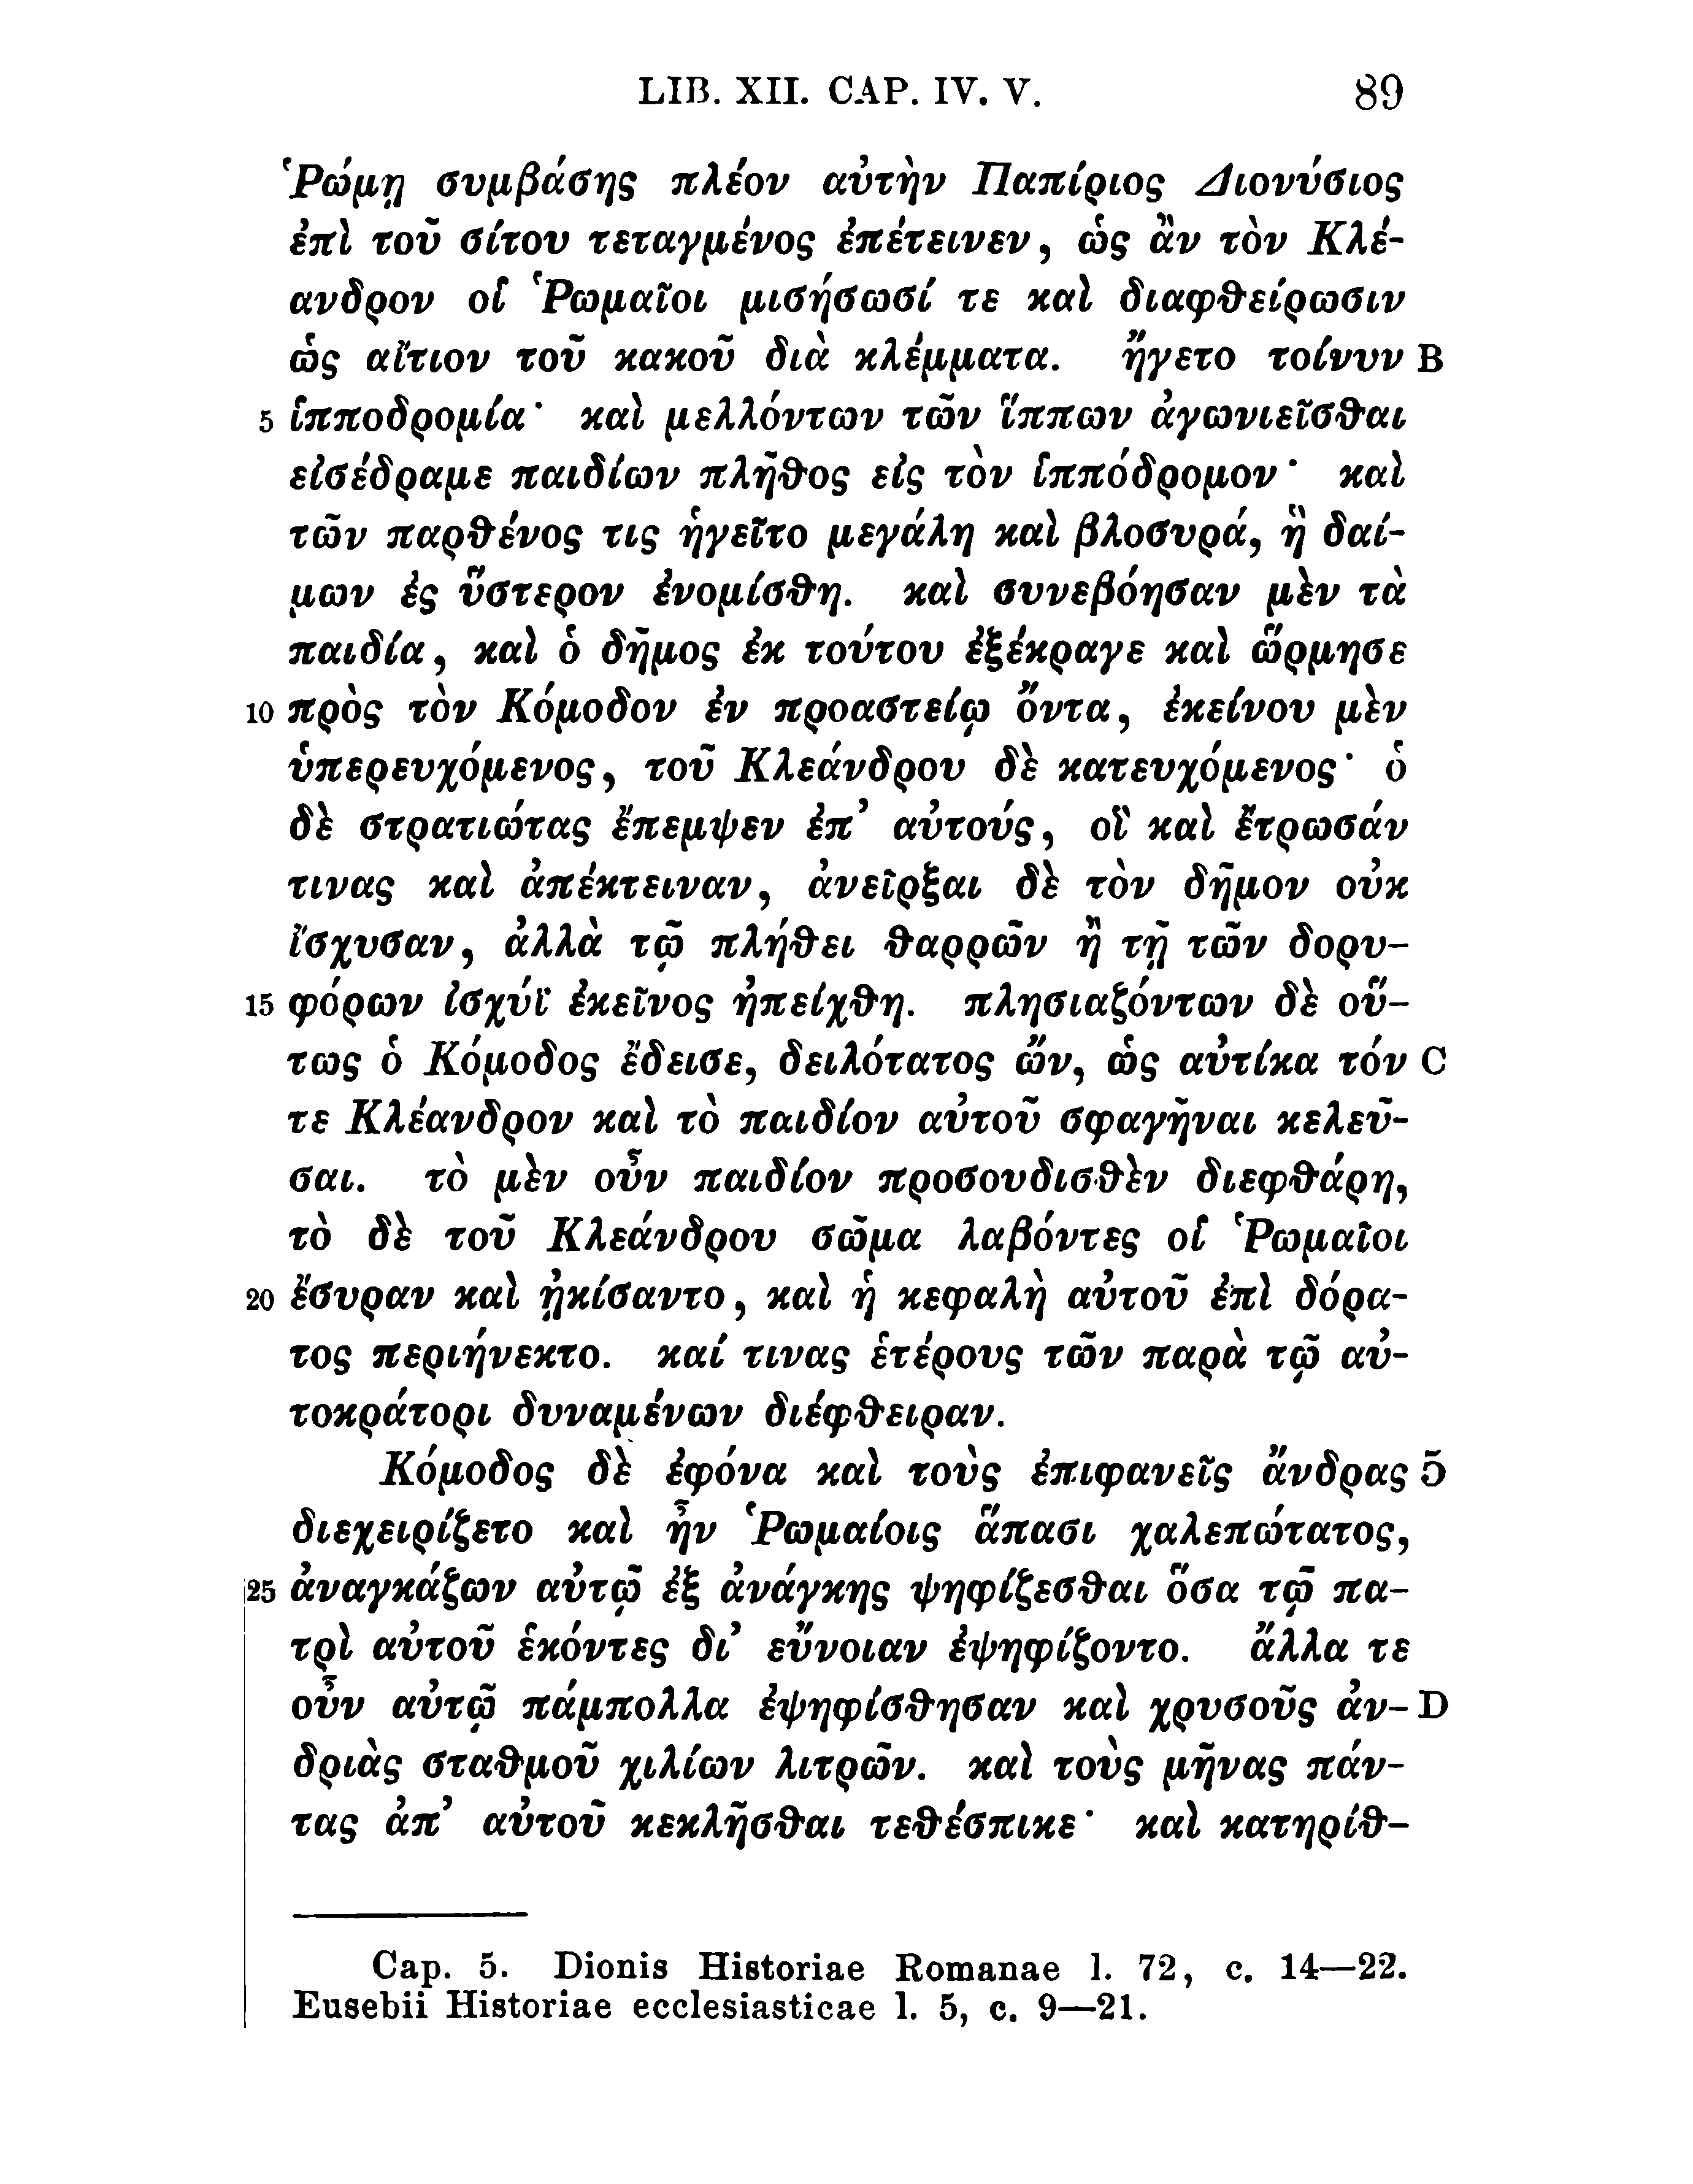 LIB. XII. CAP. IV. V. 89
Ῥώμῃ συμβάσης πλέον αὐτὴν Παπίριος Διονύσιος
ἐπὶ τοῦ σίτου τεταγμένος ἐπέτεινεν, ὡς ἂν τὸν Κλέ-
ανδρον οἱ Ῥωμαῖοι μισήσωσί τε καὶ διαφθείρωσιν
ὡς αἴτιον τοῦ κακοῦ διὰ κλέμματα. ἤγετο τοίνυν B
5 ἱπποδρομία· καὶ μελλόντων τῶν ἵππων ἀγωνιεῖσθαι
εἰσέδραμε παιδίων πλῆθος εἰς τὸν ἱππόδρομον· καὶ
τῶν παρθένος τις ἡγεῖτο μεγάλη καὶ βλοσυρά, ἣ δαί-
μων ἐς ὕστερον ἐνομίσθη. καὶ συνεβόησαν μὲν τὰ
παιδία, καὶ ὁ δῆμος ἐκ τούτου ἐξέκραγε καὶ ὥρμησε
10 πρὸς τὸν Κόμοδον ἐν προαστείῳ ὄντα, ἐκείνου μὲν
ὑπερευχόμενος, τοῦ Κλεάνδρου δὲ κατευχόμενος· ὁ
δὲ στρατιώτας ἔπεμψεν ἐπ' αὐτούς, οἳ καὶ ἔτρωσάν
τινας καὶ ἀπέκτειναν, ἀνεῖρξαι δὲ τὸν δῆμον οὐκ
ἴσχυσαν, ἀλλὰ τῷ πλήθει θαρρῶν ἢ τῇ τῶν δορυ-
15 φόρων ἰσχύϊ ἐκεῖνος ἠπείχθη. πλησιαζόντων δὲ οὕ-
τως ὁ Κόμοδος ἔδεισε, δειλότατος ὤν, ὡς αὐτίκα τόν C
τε Κλέανδρον καὶ τὸ παιδίον αὐτοῦ σφαγῆναι κελεῦ-
σαι. τὸ μὲν οὖν παιδίον προσουδισθὲν διεφθάρη,
τὸ δὲ τοῦ Κλεάνδρου σῶμα λαβόντες οἱ Ῥωμαῖοι
20 ἔσυραν καὶ ᾐκίσαντο, καὶ ἡ κεφαλὴ αὐτοῦ ἐπὶ δόρα-
τος περιήνεκτο. καί τινας ἑτέρους τῶν παρὰ τῷ αὐ-
τοκράτορι δυναμένων διέφθειραν.
Κόμοδος δὲ ἐφόνα καὶ τοὺς ἐπιφανεῖς ἄνδρας 5
διεχειρίζετο καὶ ἦν Ῥωμαίοις ἅπασι χαλεπώτατος,
25 ἀναγκάζων αὐτῷ ἐξ ἀνάγκης ψηφίζεσθαι ὅσα τῷ πα-
τρὶ αὐτοῦ ἑκόντες δι' εὔνοιαν ἐψηφίζοντο. ἄλλα τε
οὖν αὐτῷ πάμπολλα ἐψηφίσθησαν καὶ χρυσοῦς ἀν- D
δριὰς σταθμοῦ χιλίων λιτρῶν. καὶ τοὺς μῆνας πάν-
τας ἀπ' αὐτοῦ κεκλῆσθαι τεθέσπικε· καὶ κατηρίθ-
Cap. 5. Dionis Historiae Romanae l. 72, c. 14—22.
Eusebii Historiae ecclesiasticae l. 5, c. 9—21.